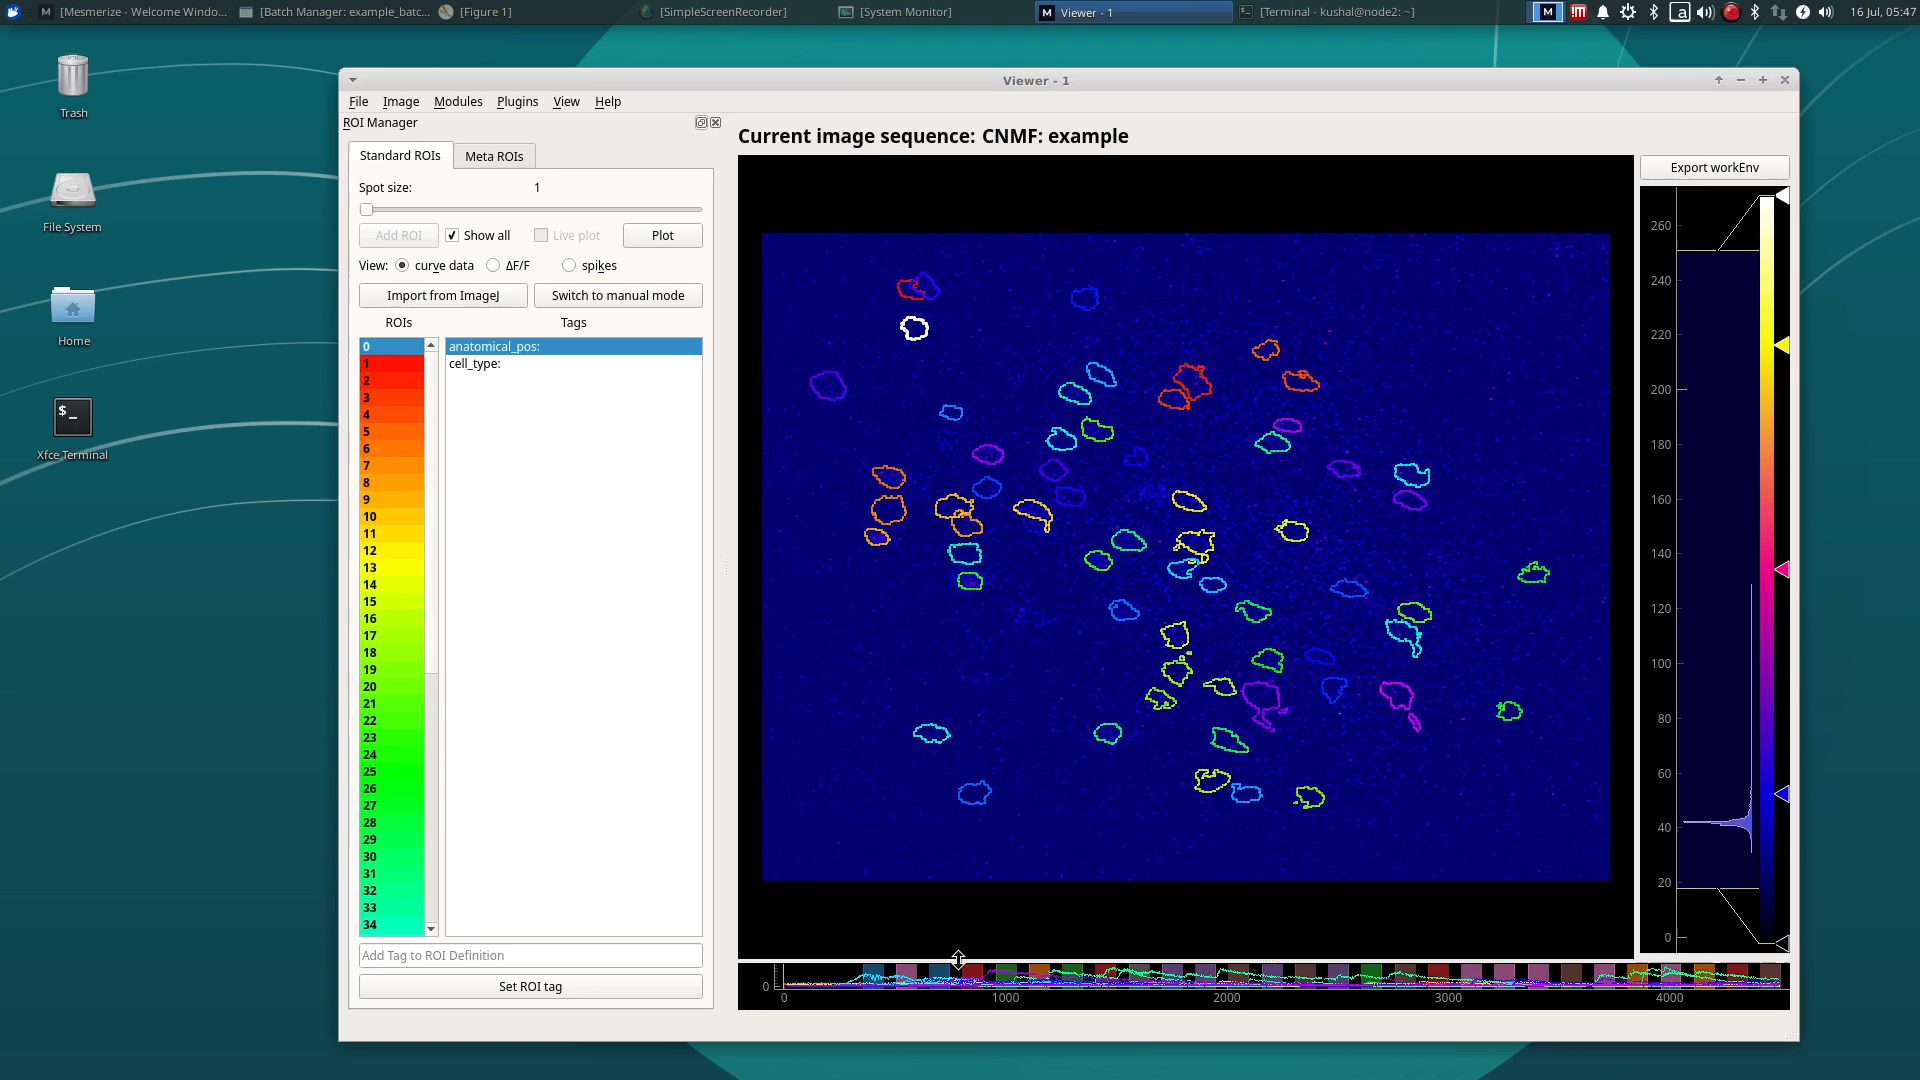 [Mesmerize - Welcome Windo... [Batch Manager: example_batc... [Figure 1] [SimpleScreenRecorder] [System Monitor] Viewer - 1 [Terminal - kushal@node2: ~] 16 Jul, 05:47
Trash
File System
Home
Xfce Terminal
Viewer - 1
File Image Modules Plugins View Help
ROI Manager
Standard ROIs Meta ROIs
Spot size: 1
Add ROI Show all Live plot Plot
View: curve data ΔF/F spikes
Import from ImageJ Switch to manual mode
ROIs Tags
0
1
2
3
4
5
6
7
8
9
10
11
12
13
14
15
16
17
18
19
20
21
22
23
24
25
26
27
28
29
30
31
32
33
34
anatomical_pos:
cell_type:
Add Tag to ROI Definition
Set ROI tag
Current image sequence: CNMF: example
Export workEnv
260
240
220
200
180
160
140
120
100
80
60
40
20
0
0
0 1000 2000 3000 4000